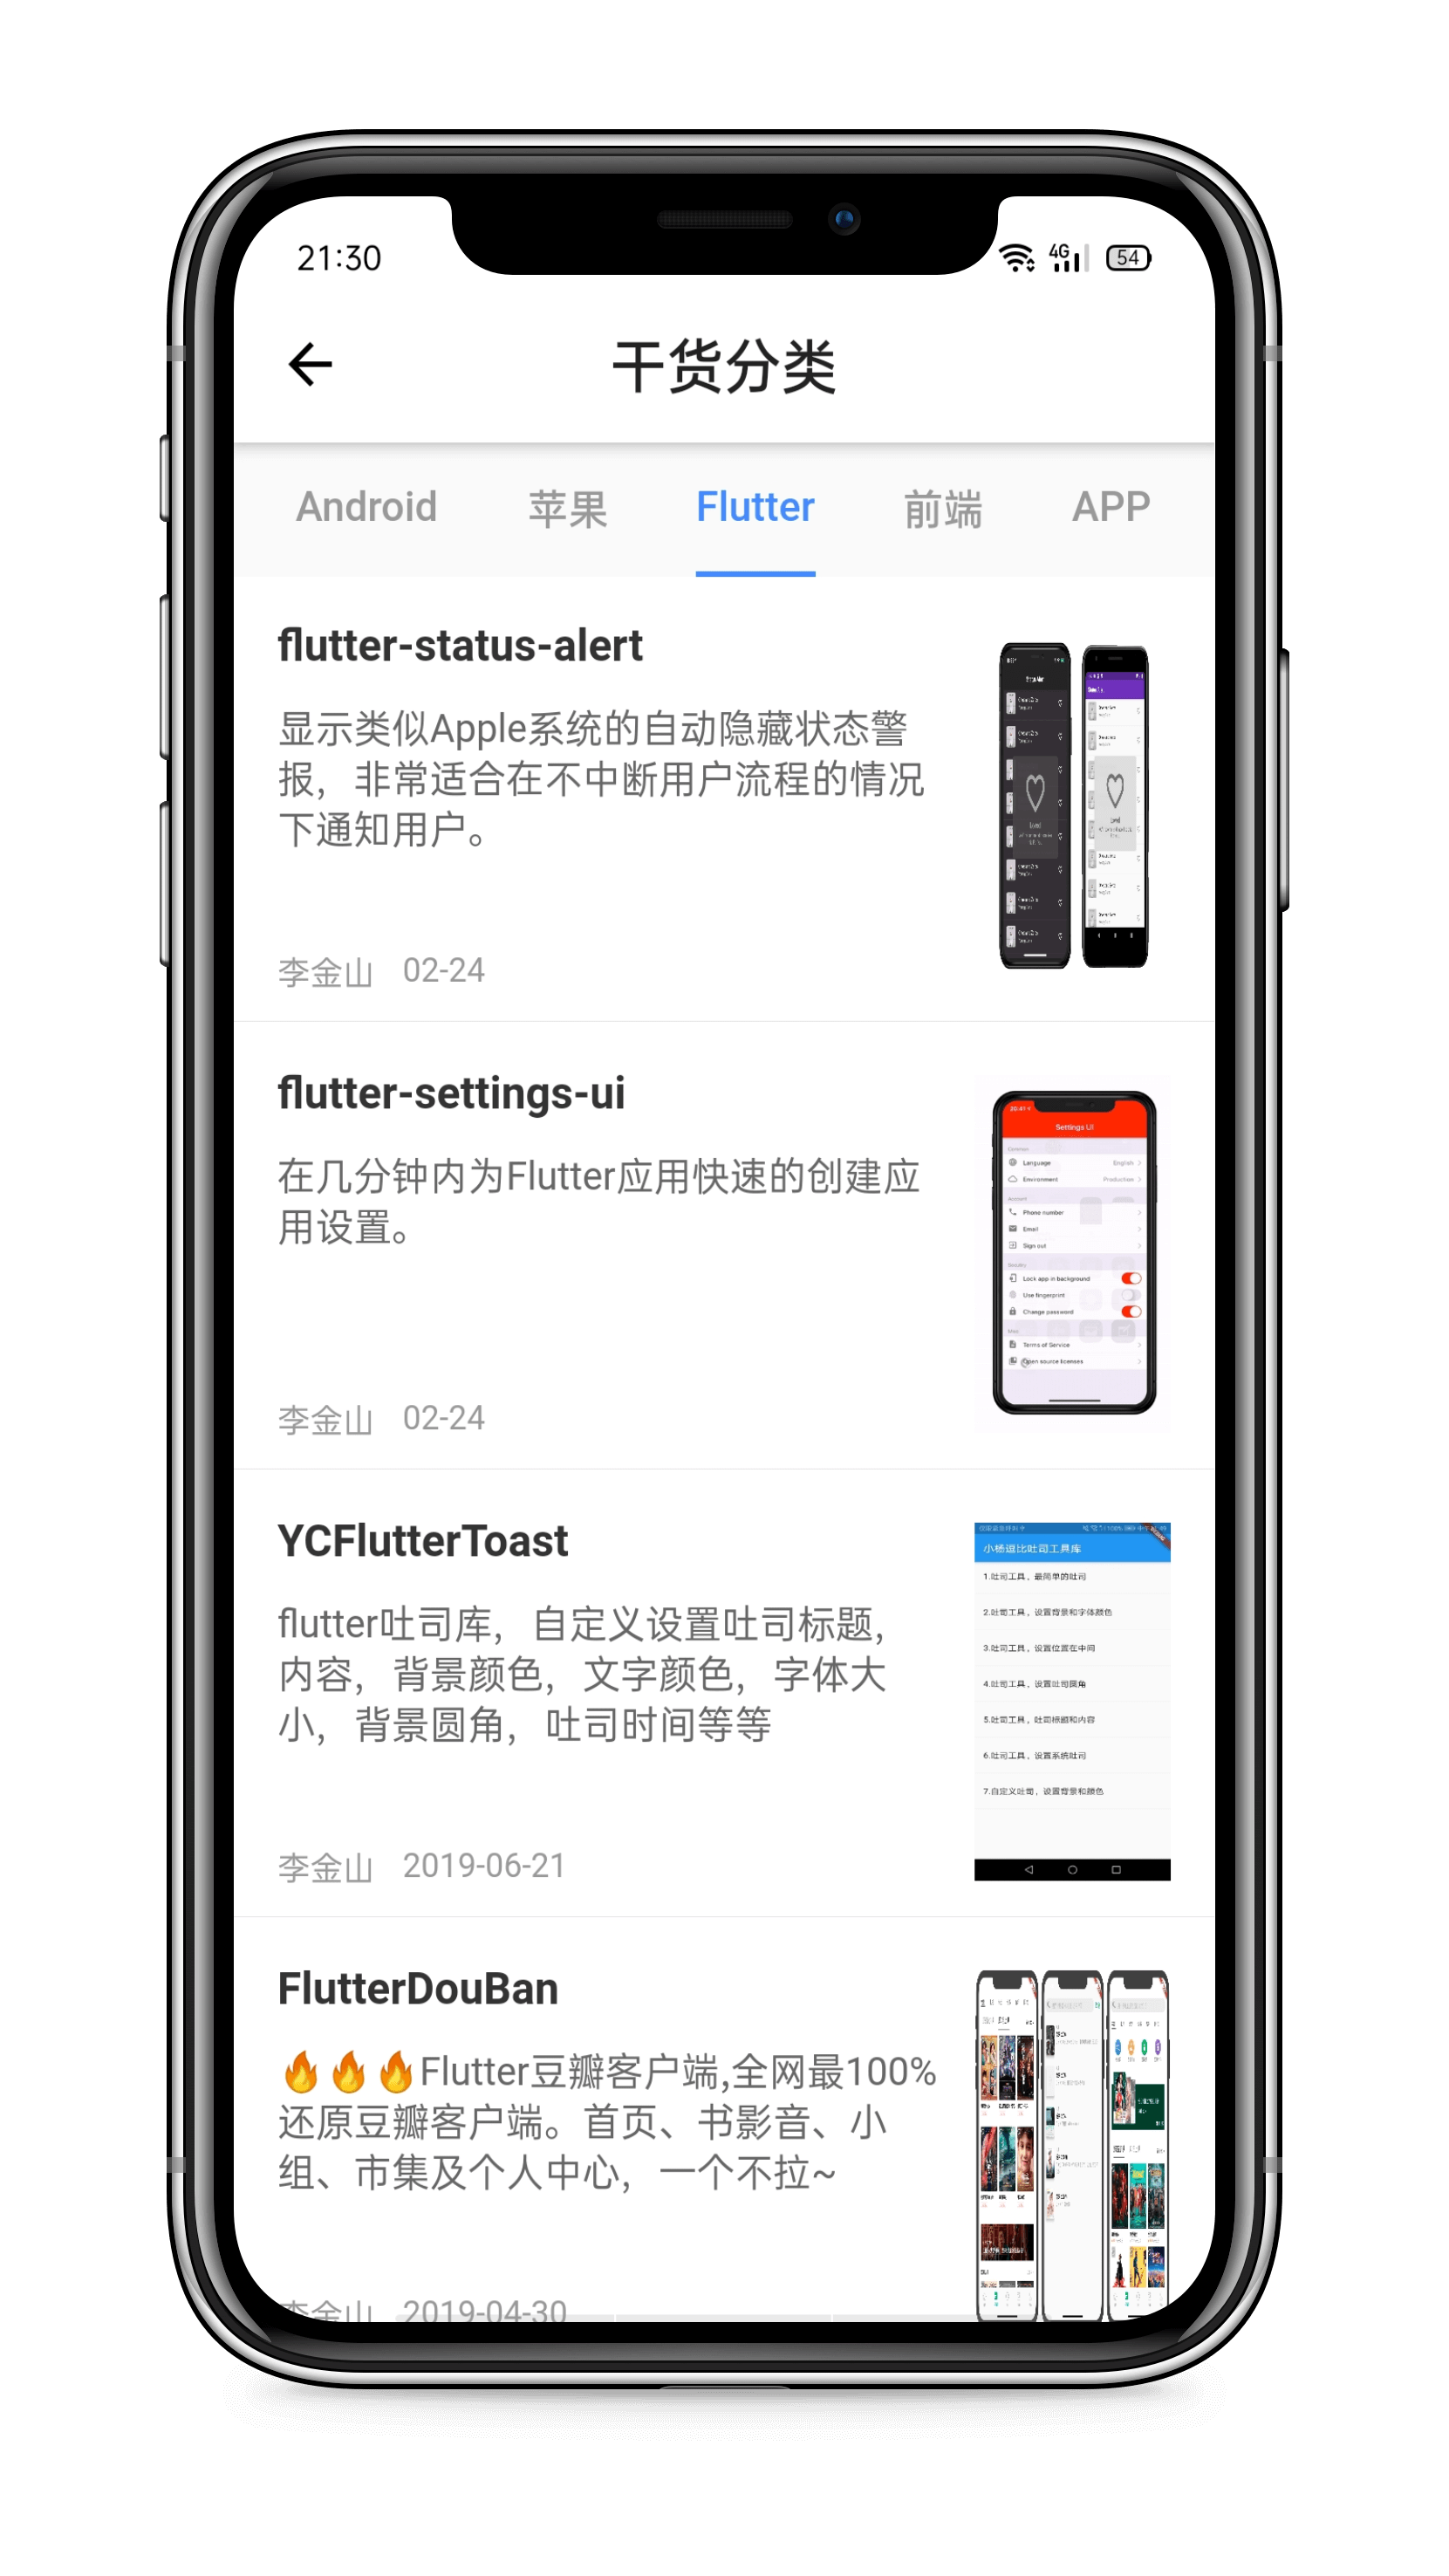 21:30
4G
54
干货分类
Android 苹果 Flutter 前端 APP
flutter-status-alert
显示类似Apple系统的自动隐藏状态警
报，非常适合在不中断用户流程的情况
下通知用户。
李金山 02-24
flutter-settings-ui
在几分钟内为Flutter应用快速的创建应
用设置。
李金山 02-24
Settings UI
Common
Language English
Environment Production
Account
Phone number
Email
Sign out
Security
Lock app in background
Use fingerprint
Change password
Misc
Terms of Service
Open source licenses
YCFlutterToast
flutter吐司库，自定义设置吐司标题，
内容，背景颜色，文字颜色，字体大
小，背景圆角，吐司时间等等
李金山 2019-06-21
小杨逗比吐司工具库
1.吐司工具，最简单的吐司
2.吐司工具，设置背景和字体颜色
3.吐司工具，设置位置在中间
4.吐司工具，设置吐司圆角
5.吐司工具，吐司标题和内容
6.吐司工具，设置系统吐司
7.自定义吐司，设置背景和颜色
FlutterDouBan
🔥🔥🔥Flutter豆瓣客户端,全网最100%
还原豆瓣客户端。首页、书影音、小
组、市集及个人中心，一个不拉~
李金山 2019-04-30